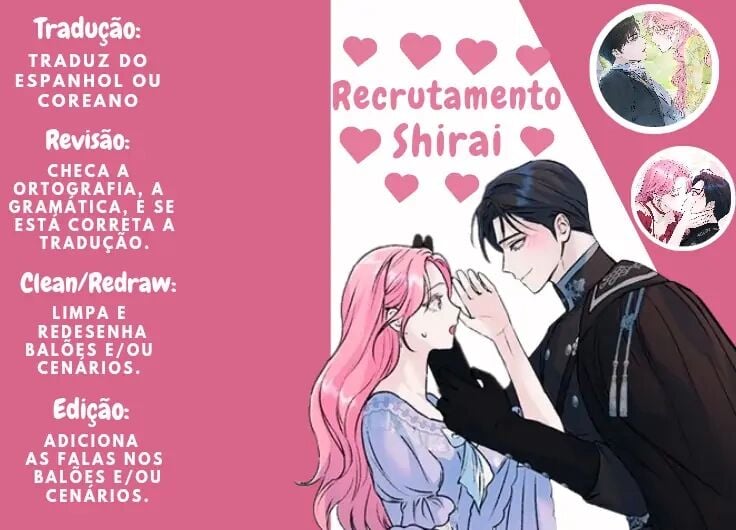 Tradução:
TRADUZ DO
ESPANHOL OU
COREANO
Revisão:
CHECA A
ORTOGRAFIA, A
GRAMÁTICA, E SE
ESTÁ CORRETA A
TRADUÇÃO.
Clean/Redraw:
LIMPA E
REDESENHA
BALÕES E/OU
CENÁRIOS.
Edição:
ADICIONA
AS FALAS NOS
BALÕES E/OU
CENÁRIOS.
Recrutamento
Shirai